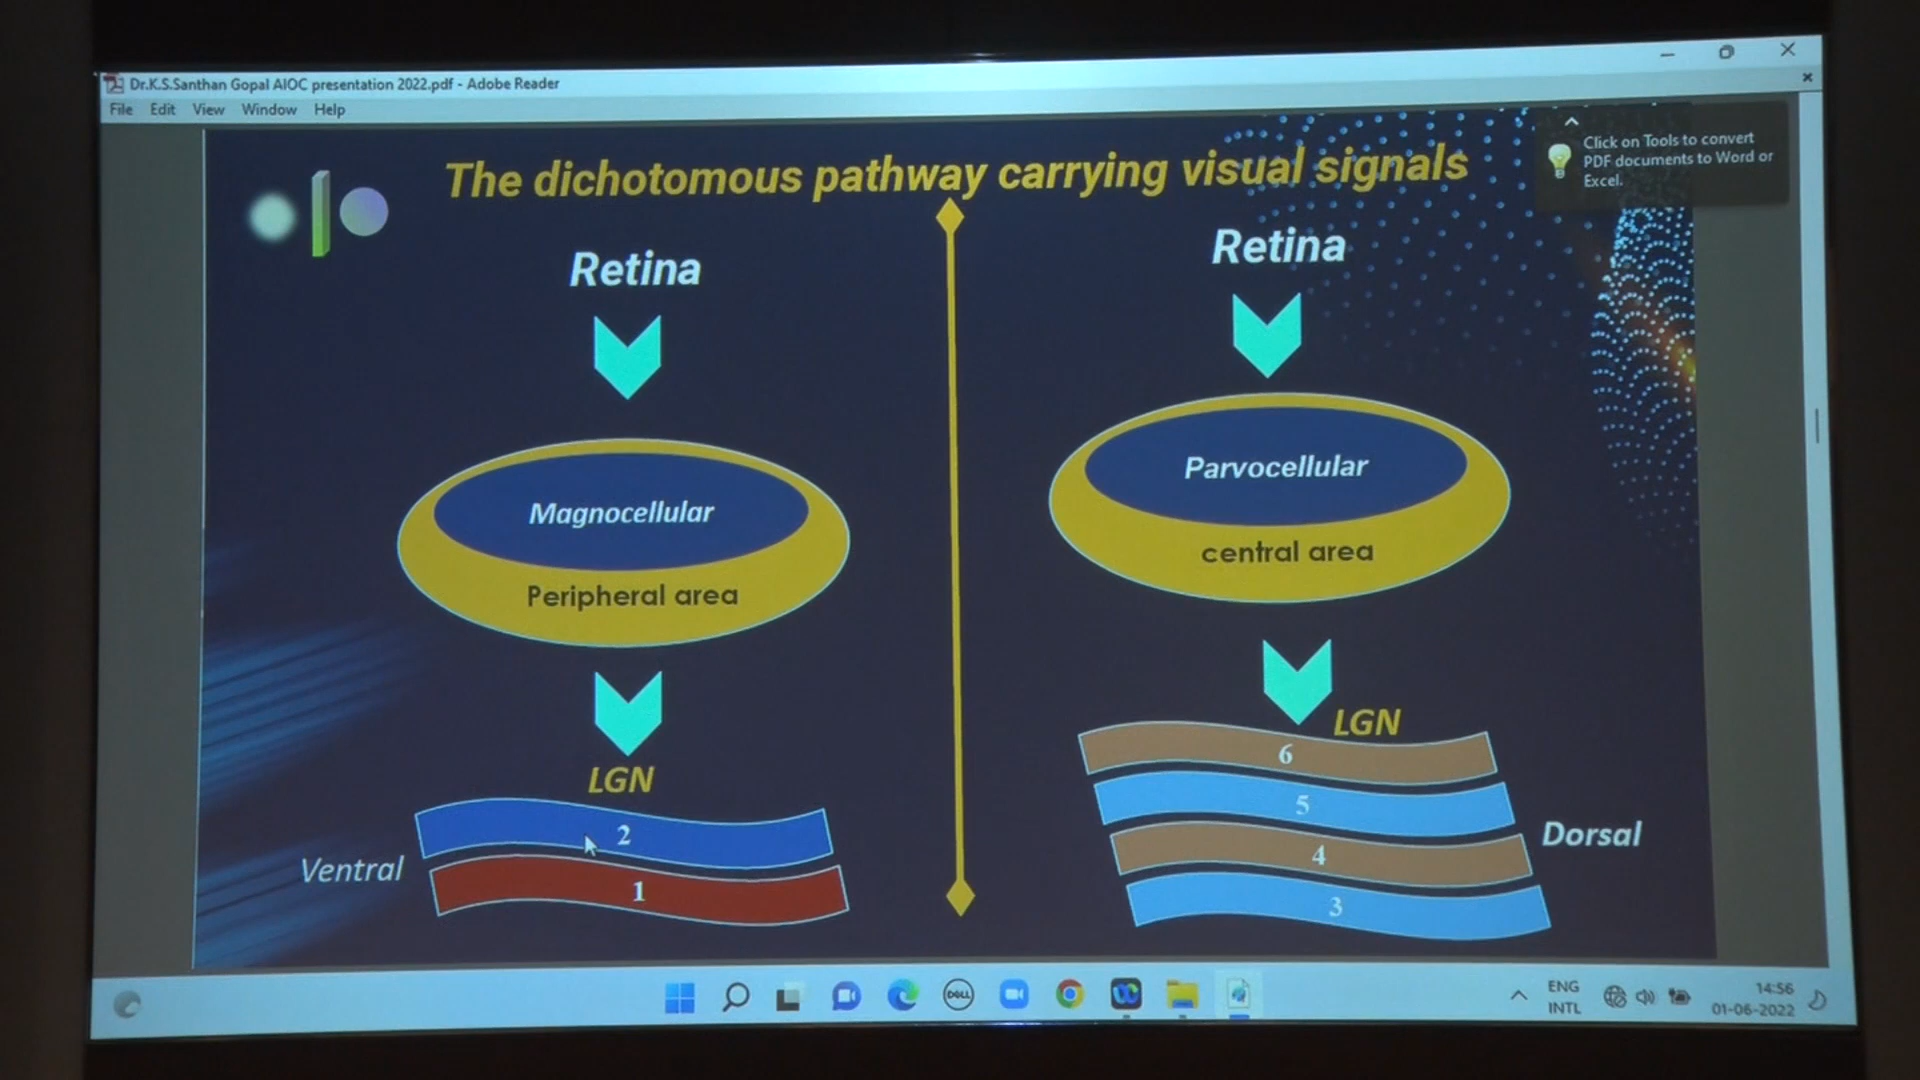 Dr.K.S.Santhan Gopal AIOC presentation 2022.pdf - Adobe Reader
File Edit View Window Help
Click on Tools to convert
PDF documents to Word or
Excel.
The dichotomous pathway carrying visual signals
Retina
Magnocellular
Peripheral area
LGN
2
1
Ventral
Retina
Parvocellular
central area
LGN
6
5
4
3
Dorsal
DELL
ENG
INTL
14:56
01-06-2022